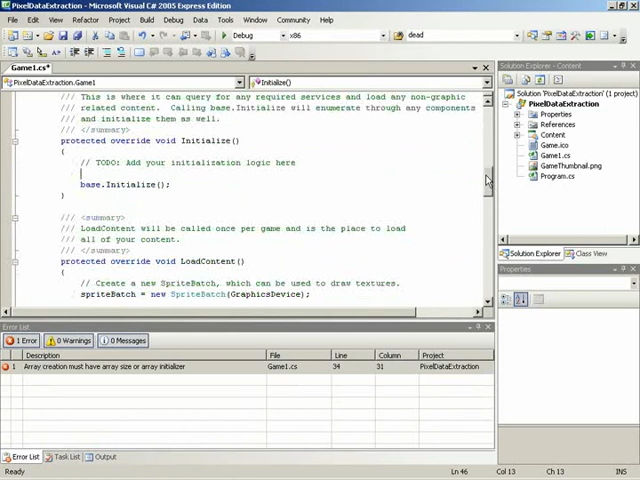 PixelDataExtraction - Microsoft Visual C# 2005 Express Edition
File Edit View Refactor Project Build Debug Data Tools Window Community Help
Debug x86 dead
Game1.cs*
PixelDataExtraction.Game1 Initialize()
/// This is where it can query for any required services and load any non-graphic
/// related content.  Calling base.Initialize will enumerate through any components
/// and initialize them as well.
/// </summary>
protected override void Initialize()
{
// TODO: Add your initialization logic here
base.Initialize();
}
/// <summary>
/// LoadContent will be called once per game and is the place to load
/// all of your content.
/// </summary>
protected override void LoadContent()
{
// Create a new SpriteBatch, which can be used to draw textures.
spriteBatch = new SpriteBatch(GraphicsDevice);
Solution Explorer - Solution 'PixelDataExtraction' (1 project)
PixelDataExtraction
Properties
References
Content
Game.ico
Game1.cs
GameThumbnail.png
Program.cs
Solution Explorer Class View
Properties
Error List
1 Error 0 Warnings 0 Messages
Description File Line Column Project
1 Array creation must have array size or array initializer Game1.cs 34 31 PixelDataExtraction
Error List Task List Output
Ready Ln 46 Col 13 Ch 13 INS